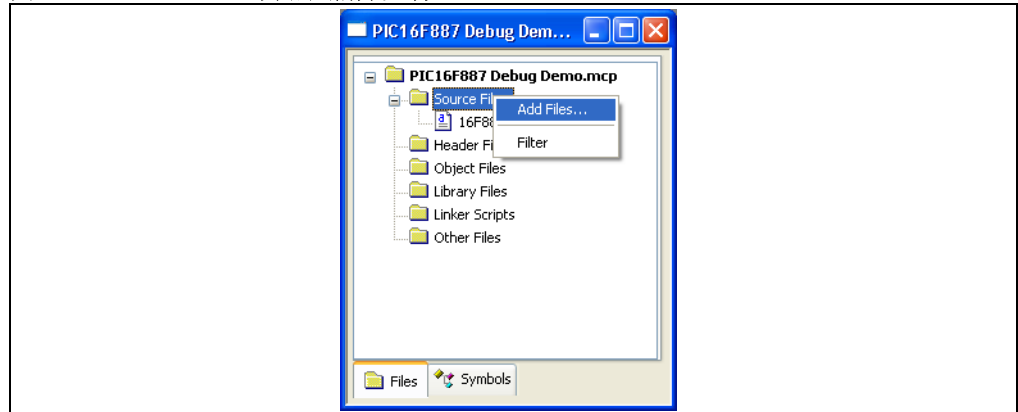 PIC16F887 Debug Dem...
PIC16F887 Debug Demo.mcp
Source
Add Files...
Filter
Header
Object Files
Library Files
Linker Scripts
Other Files
Files
Symbols